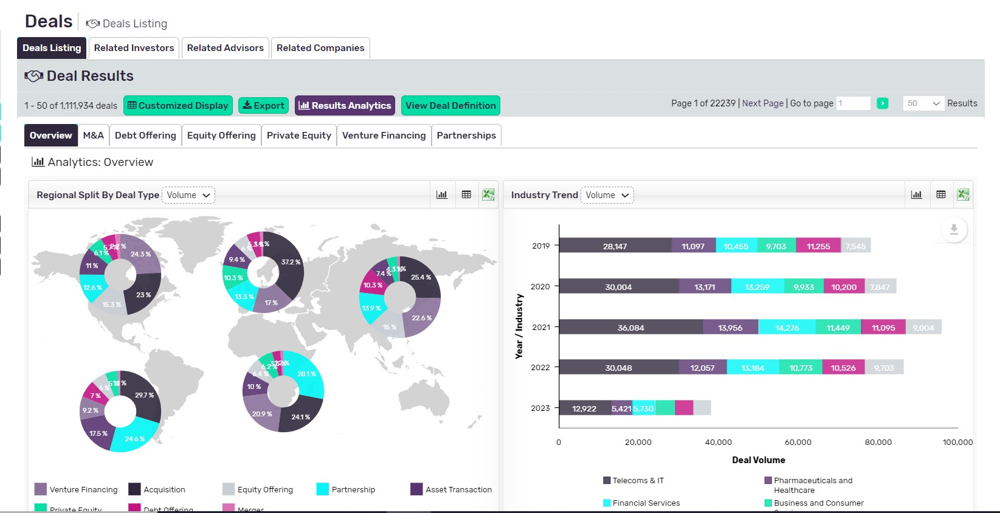 Deals
Deals Listing
Deals Listing
Related Investors
Related Advisors
Related Companies
Deal Results
1 - 50 of 1,111,934 deals
Customized Display
Export
Results Analytics
View Deal Definition
Page 1 of 22239 | Next Page | Go to page 1
50
Results
Overview
M&A
Debt Offering
Equity Offering
Private Equity
Venture Financing
Partnerships
Analytics: Overview
Regional Split By Deal Type
Volume
24.3 %
23 %
15.3 %
12.6 %
11 %
6.1 %
37.2 %
17 %
13.3 %
10.3 %
9.4 %
6 %
25.4 %
22.6 %
15 %
13.9 %
10.3 %
7.4 %
29.7 %
24.6 %
17.5 %
9.2 %
7 %
6 %
28.1 %
24.1 %
20.9 %
10 %
6.4 %
6.2 %
Venture Financing
Acquisition
Equity Offering
Partnership
Asset Transaction
Private Equity
Debt Offering
Merger
Industry Trend
Volume
Year / Industry
2019
28,147
11,097
10,455
9,703
11,255
7,545
2020
30,004
13,171
13,259
9,933
10,200
7,847
2021
36,084
13,956
14,276
11,449
11,095
9,004
2022
30,048
12,057
13,184
10,773
10,526
9,703
2023
12,922
5,421
5,730
0
20,000
40,000
60,000
80,000
100,000
Deal Volume
Telecoms & IT
Pharmaceuticals and
Healthcare
Financial Services
Business and Consumer